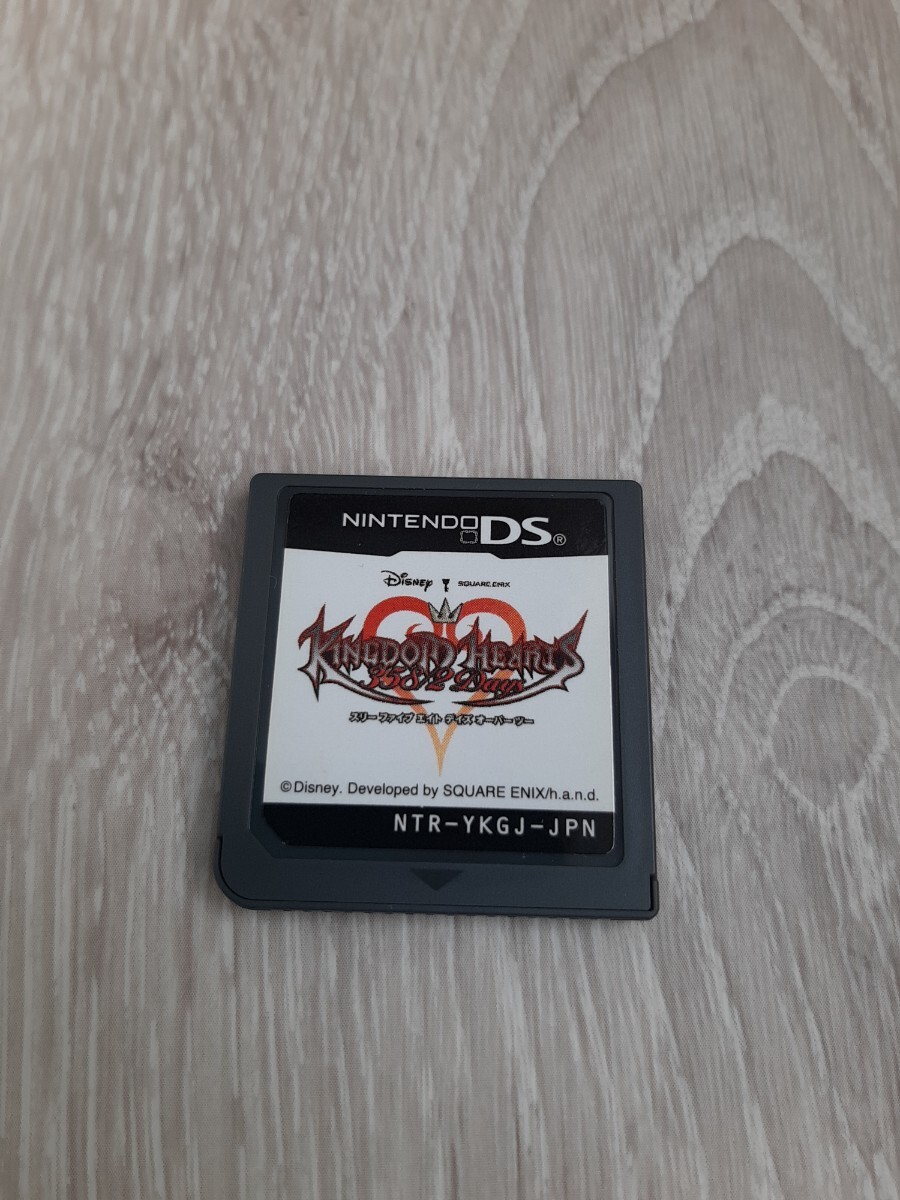 NINTENDO DS®
Disney SQUARE ENIX
KINGDOM HEARTS
358/2 Days
スリー ファイブ エイト デイズ オーバー ツー
©Disney. Developed by SQUARE ENIX/h.a.n.d.
NTR-YKGJ-JPN